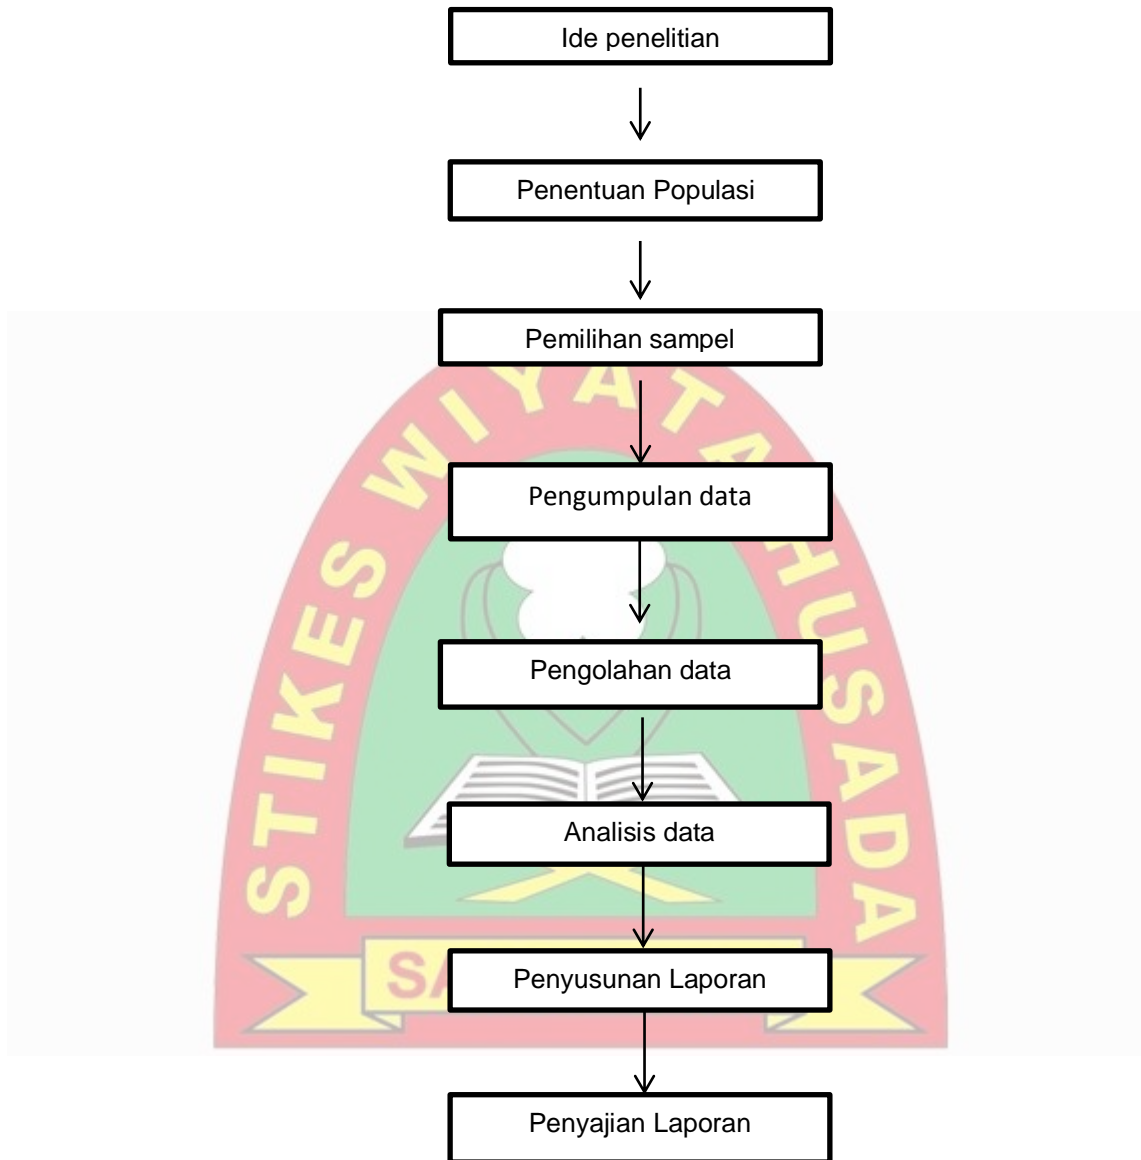 Ide penelitian
Penentuan Populasi
Pemilihan sampel
Pengumpulan data
Pengolahan data
Analisis data
Penyusunan Laporan
Penyajian Laporan
STIKES WIYATA HUSADA
SA